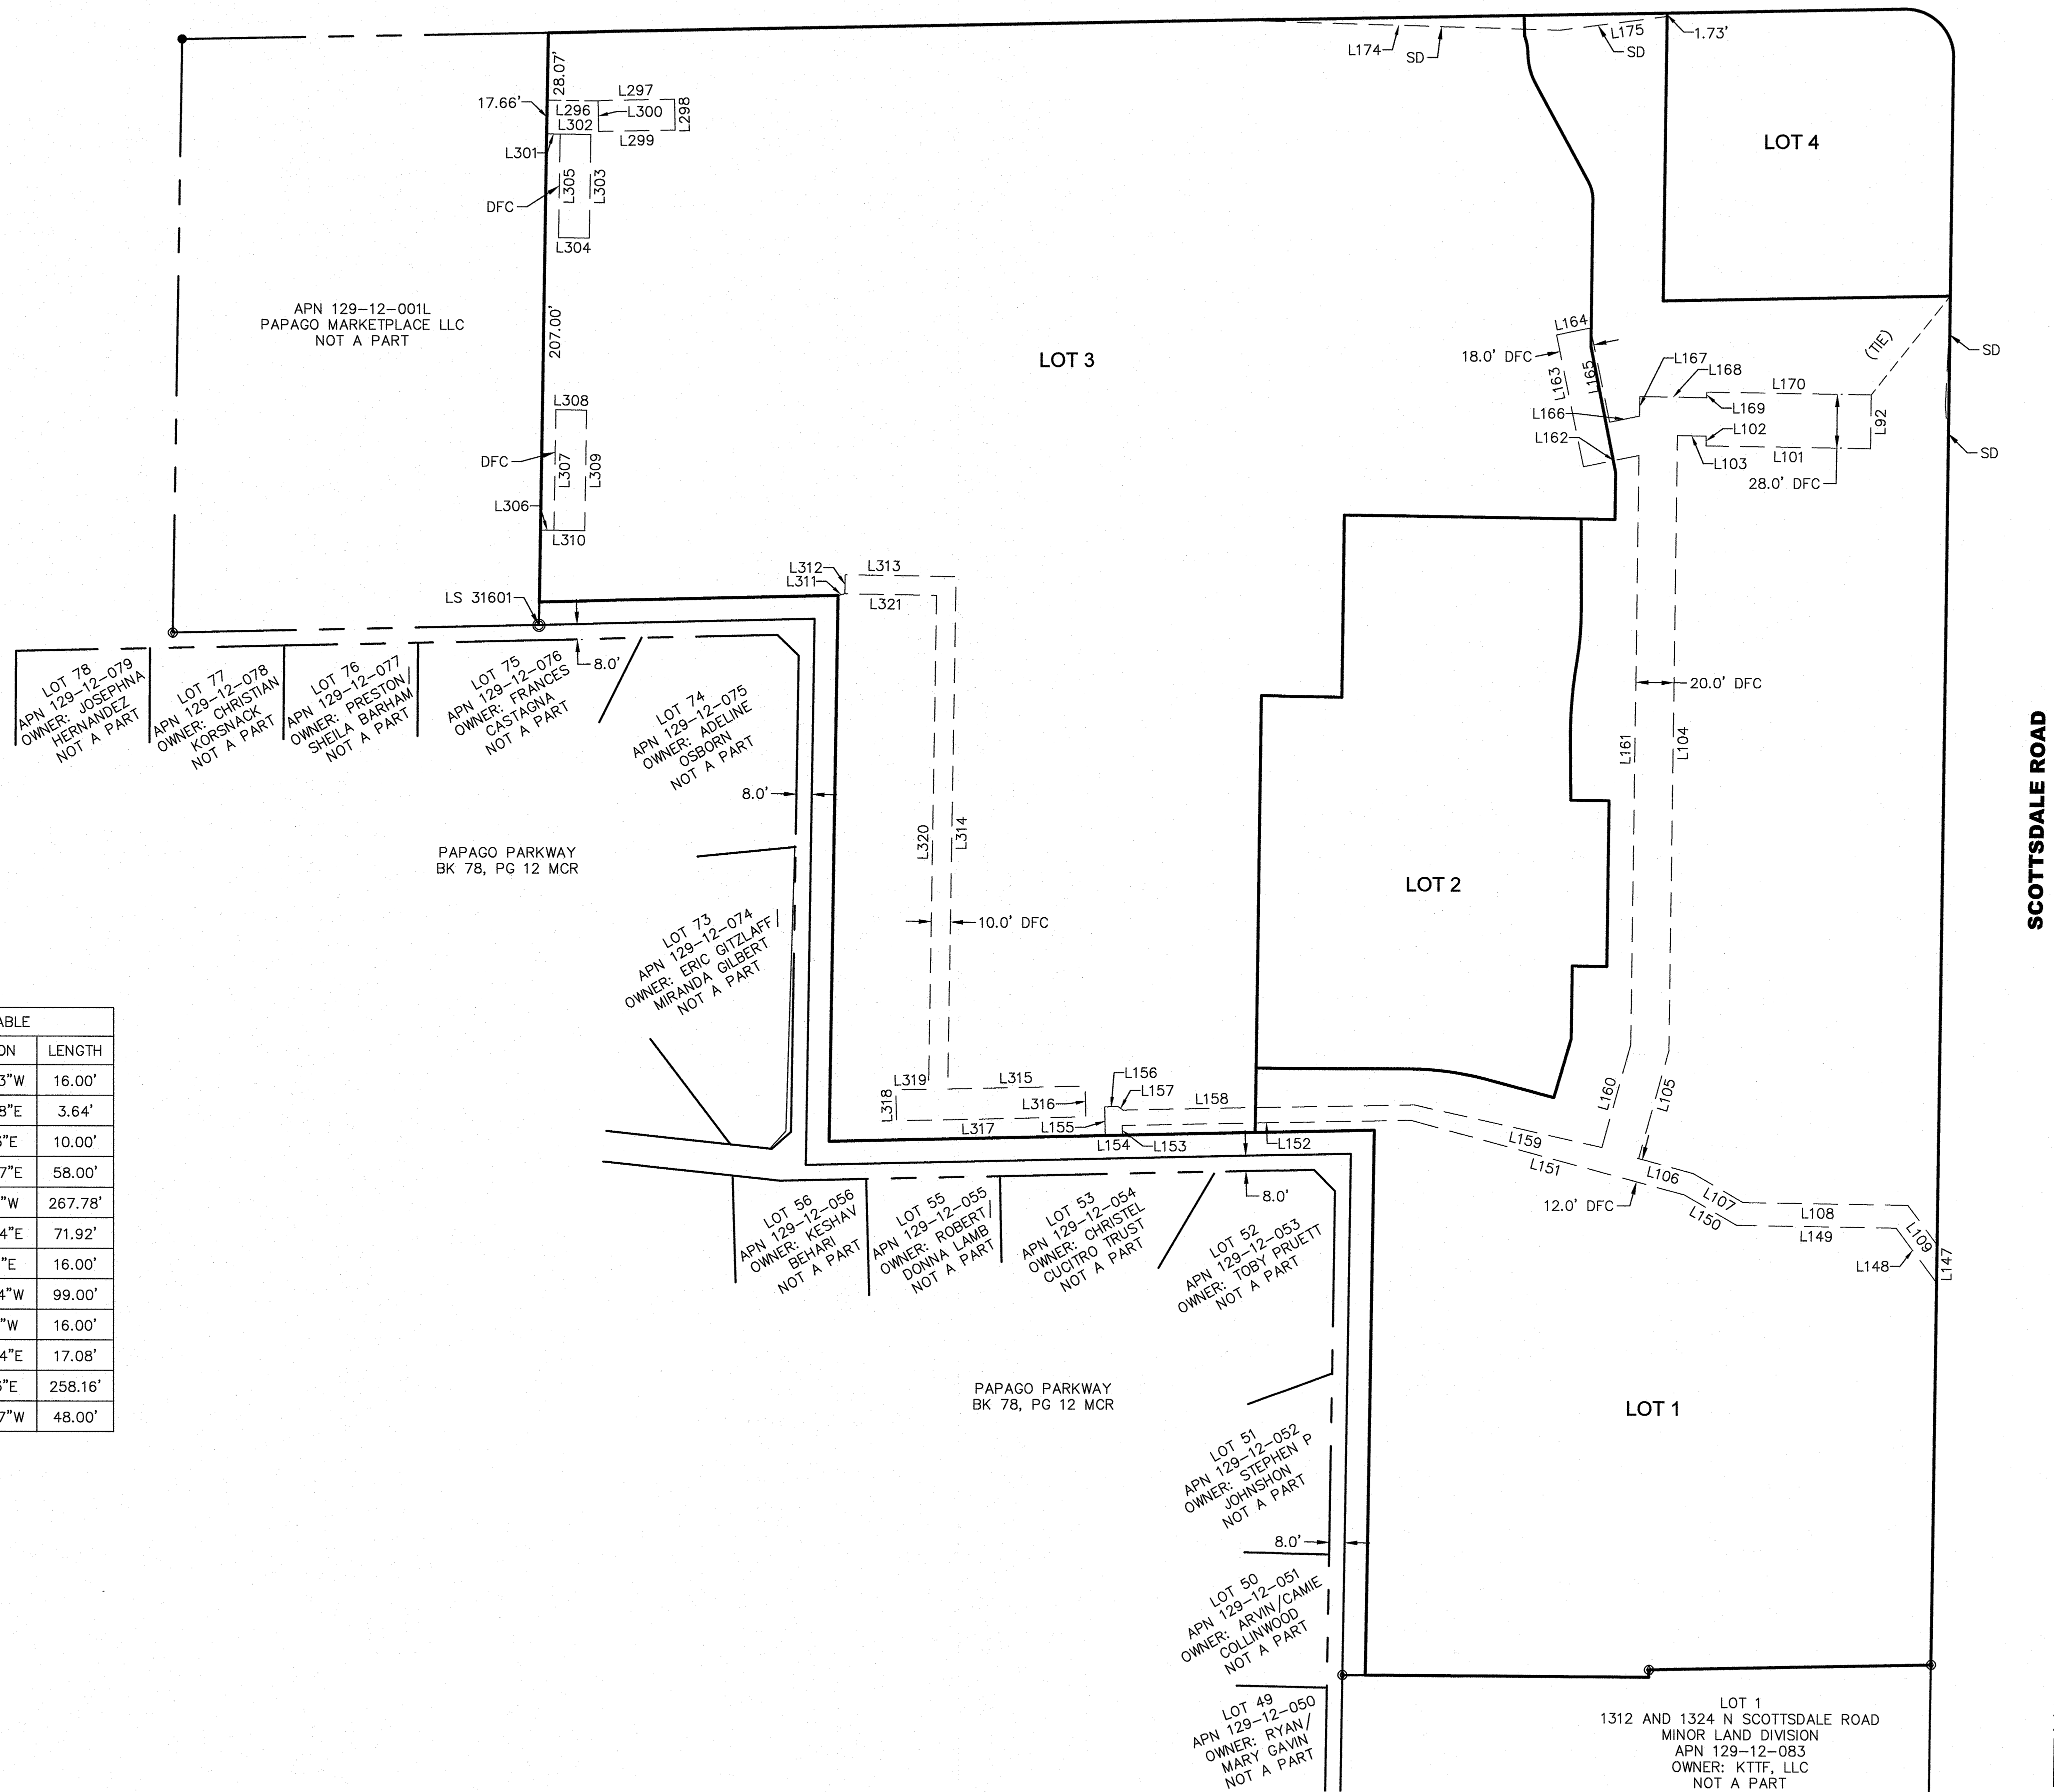 L174
SD
L175
SD
1.73'
28.07'
17.66'
L297
L296
L300
L298
L302
L299
L301
L305
L303
DFC
L304
LOT 4
APN 129-12-001L
PAPAGO MARKETPLACE LLC
NOT A PART
207.00'
LOT 3
L164
18.0' DFC
L163
L165
L167
L168
L170
(TIE)
SD
L166
L169
L102
L92
L162
L103
L101
SD
28.0' DFC
L308
DFC
L307
L309
L306
L310
L312
L313
L311
L321
LS 31601
8.0'
LOT 78
APN 129-12-079
OWNER: JOSEPHNA
HERNANDEZ
NOT A PART
LOT 77
APN 129-12-078
OWNER: CHRISTIAN
KORSNACK
NOT A PART
LOT 76
APN 129-12-077
OWNER: PRESTON/
SHEILA BARHAM
NOT A PART
LOT 75
APN 129-12-076
OWNER: FRANCES
CASTAGNA
NOT A PART
LOT 74
APN 129-12-075
OWNER: ADELINE
OSBORN
NOT A PART
8.0'
20.0' DFC
L161
L104
SCOTTSDALE ROAD
PAPAGO PARKWAY
BK 78, PG 12 MCR
L320
L314
LOT 2
10.0' DFC
LOT 73
APN 129-12-074
OWNER: ERIC GITZLAFF/
MIRANDA GILBERT
NOT A PART
ABLE
ON LENGTH
3"W 16.00'
8"E 3.64'
"E 10.00'
7"E 58.00'
"W 267.78'
4"E 71.92'
"E 16.00'
4"W 99.00'
"W 16.00'
4"E 17.08'
"E 258.16'
7"W 48.00'
L319
L315
L318
L316
L317
L156
L157
L158
L155
L154
L153
L152
L160
L105
L159
L151
L106
12.0' DFC
L107
L150
L108
L149
L109
L148
L147
8.0'
LOT 56
APN 129-12-056
OWNER: KESHAV
BEHARI
NOT A PART
LOT 55
APN 129-12-055
OWNER: ROBERT/
DONNA LAMB
NOT A PART
LOT 53
APN 129-12-054
OWNER: CHRISTEL
CUCITRO TRUST
NOT A PART
LOT 52
APN 129-12-053
OWNER: TOBY PRUETT
NOT A PART
PAPAGO PARKWAY
BK 78, PG 12 MCR
LOT 1
LOT 51
APN 129-12-052
OWNER: STEPHEN P
JOHNSHON
NOT A PART
8.0'
LOT 50
APN 129-12-051
OWNER: ARVIN/CAMIE
COLLINWOOD
NOT A PART
LOT 49
APN 129-12-050
OWNER: RYAN/
MARY GAVIN
NOT A PART
LOT 1
1312 AND 1324 N SCOTTSDALE ROAD
MINOR LAND DIVISION
APN 129-12-083
OWNER: KTTF, LLC
NOT A PART